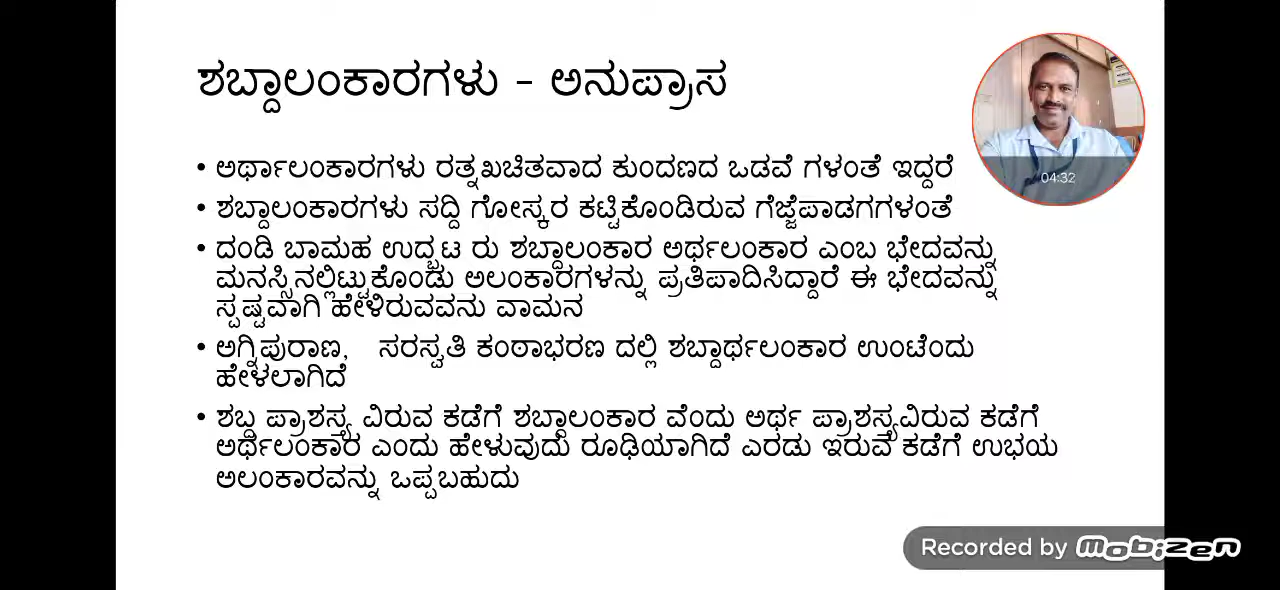 ಶಬ್ದಾಲಂಕಾರಗಳು - ಅನುಪ್ರಾಸ
04:32
• ಅರ್ಥಾಲಂಕಾರಗಳು ರತ್ನಖಚಿತವಾದ ಕುಂದಣದ ಒಡವೆ ಗಳಂತೆ ಇದ್ದರೆ
• ಶಬ್ದಾಲಂಕಾರಗಳು ಸದ್ದಿ ಗೋಸ್ಕರ ಕಟ್ಟಿಕೊಂಡಿರುವ ಗೆಜ್ಜೆಪಾಡಗಗಳಂತೆ
• ದಂಡಿ ಬಾಮಹ ಉದ್ಭಟ ರು ಶಬ್ದಾಲಂಕಾರ ಅರ್ಥಲಂಕಾರ ಎಂಬ ಭೇದವನ್ನು
ಮನಸ್ಸಿನಲ್ಲಿಟ್ಟುಕೊಂಡು ಅಲಂಕಾರಗಳನ್ನು ಪ್ರತಿಪಾದಿಸಿದ್ದಾರೆ ಈ ಭೇದವನ್ನು
ಸ್ಪಷ್ಟವಾಗಿ ಹೇಳಿರುವವನು ವಾಮನ
• ಅಗ್ನಿಪುರಾಣ, ಸರಸ್ವತಿ ಕಂಠಾಭರಣ ದಲ್ಲಿ ಶಬ್ದಾರ್ಥಲಂಕಾರ ಉಂಟೆಂದು
ಹೇಳಲಾಗಿದೆ
• ಶಬ್ದ ಪ್ರಾಶಸ್ತ್ಯ ವಿರುವ ಕಡೆಗೆ ಶಬ್ದಾಲಂಕಾರ ವೆಂದು ಅರ್ಥ ಪ್ರಾಶಸ್ತ್ಯವಿರುವ ಕಡೆಗೆ
ಅರ್ಥಲಂಕಾರ ಎಂದು ಹೇಳುವುದು ರೂಢಿಯಾಗಿದೆ ಎರಡು ಇರುವ ಕಡೆಗೆ ಉಭಯ
ಅಲಂಕಾರವನ್ನು ಒಪ್ಪಬಹುದು
Recorded by Mobizen